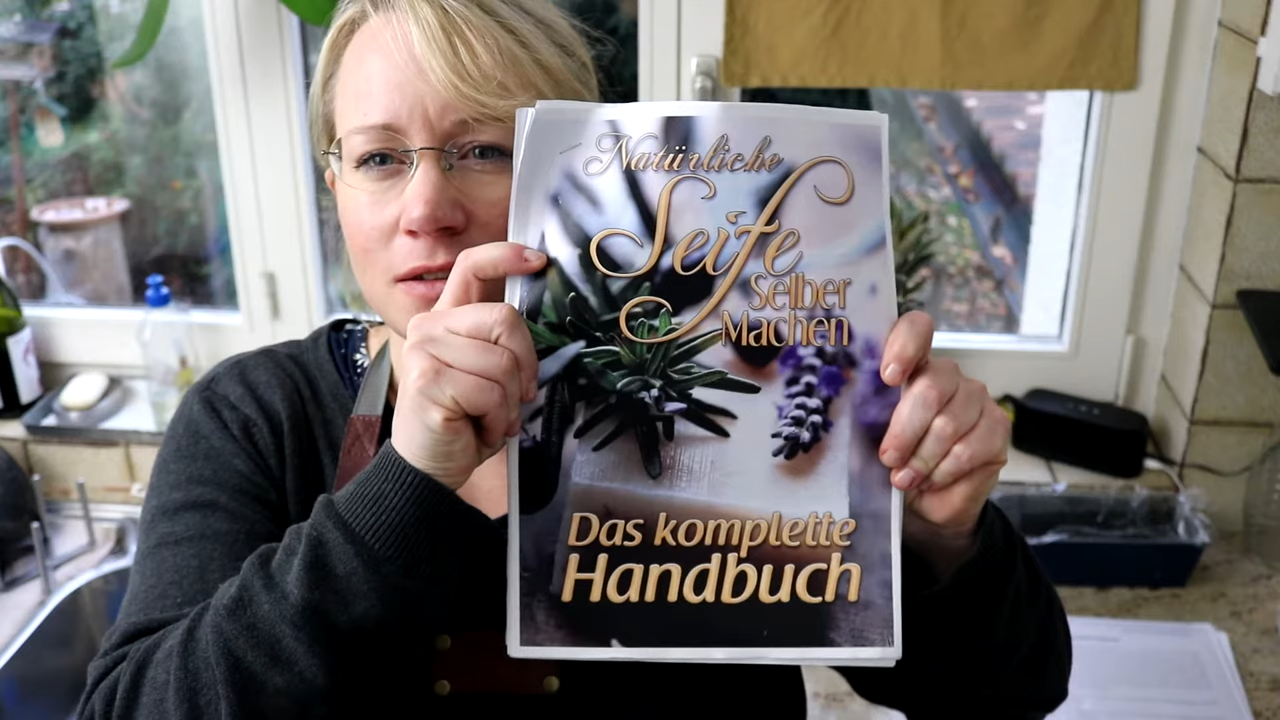 Natürliche
Seife
Selber
Machen
Das komplette
Handbuch